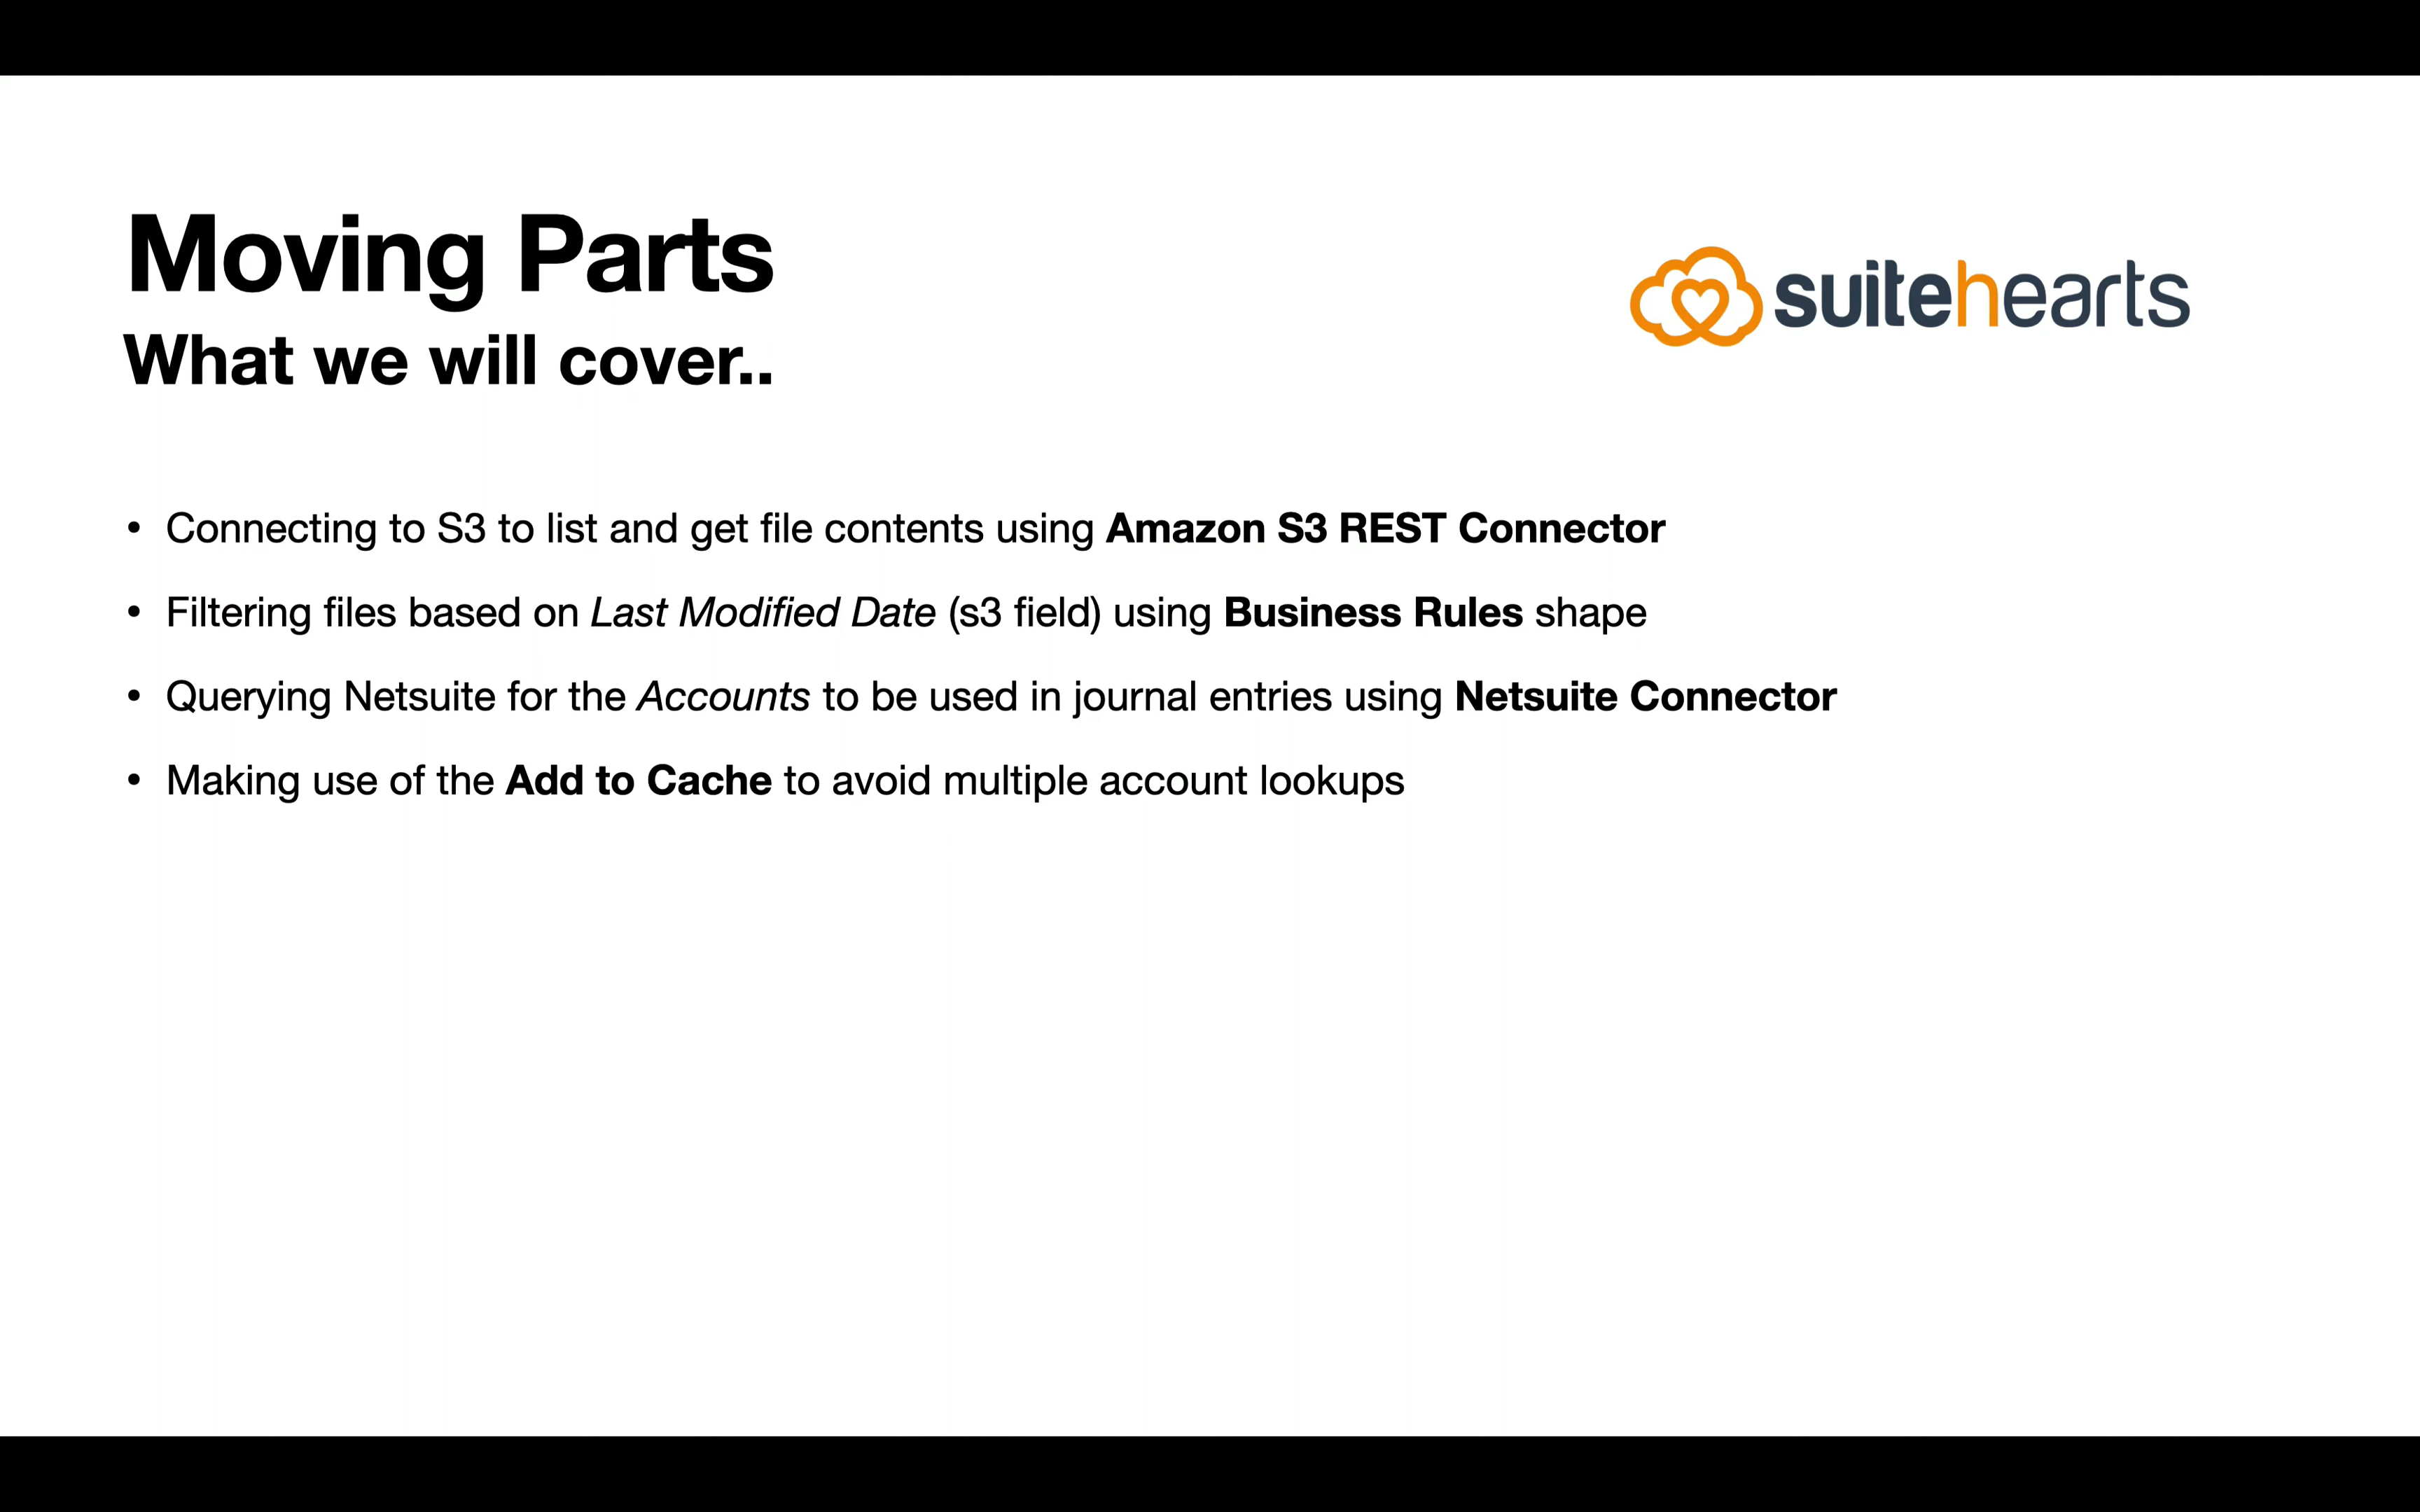 Moving Parts
What we will cover..
suitehearts
• Connecting to S3 to list and get file contents using Amazon S3 REST Connector
• Filtering files based on Last Modified Date (s3 field) using Business Rules shape
• Querying Netsuite for the Accounts to be used in journal entries using Netsuite Connector
• Making use of the Add to Cache to avoid multiple account lookups